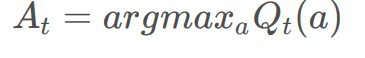 A_t = argmax_a Q_t(a)